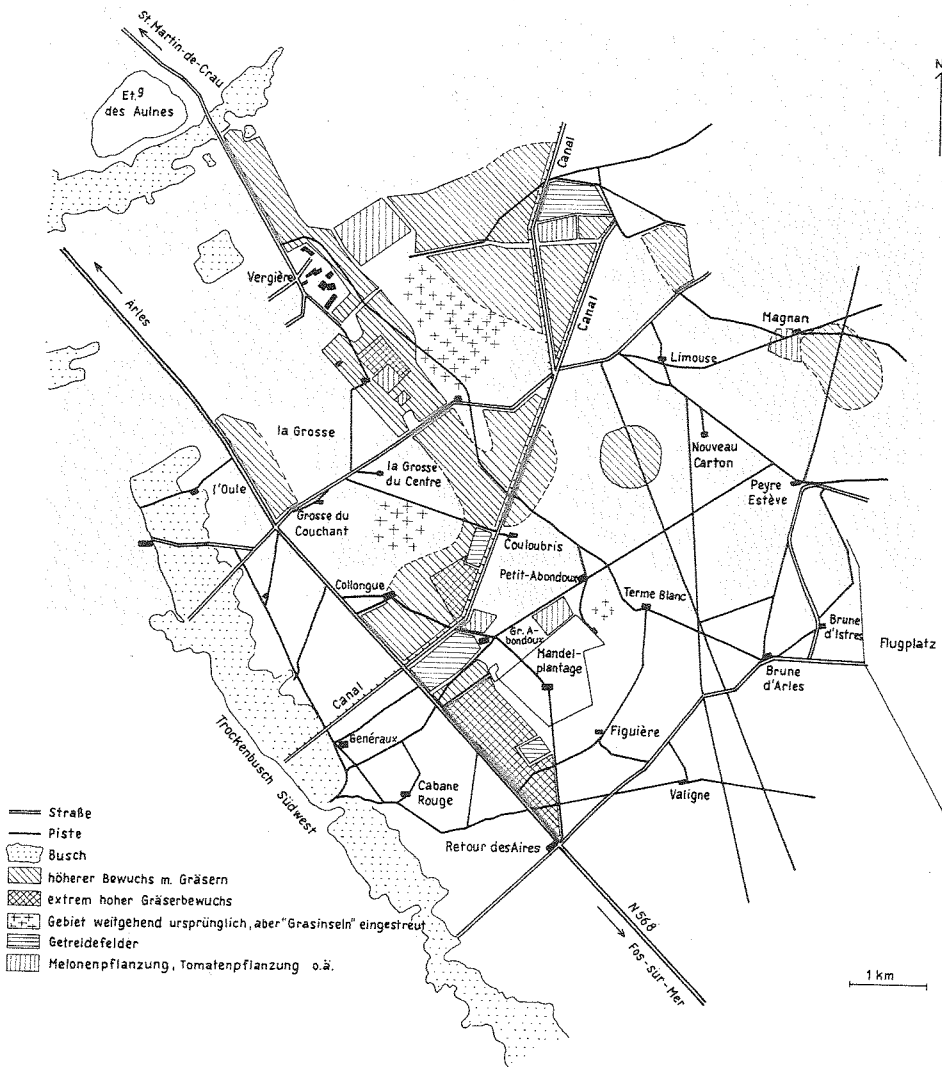 St. Martin-de-Crau
N
Et.g
des Aulnes
Canal
Vergière
Arles
Canal
Magnan
Limouse
la Grosse
Nouveau
Carton
la Grosse
du Centre
l'Oule
Peyre
Estève
Grosse du
Couchant
Couloubris
Petit-Abondoux
Collongue
Terme Blanc
Brune
d'Istres
Gr. A-
bondoux
Flugplatz
Mandel-
plantage
Brune
d'Arles
Canal
Trockenbusch Südwest
Figuière
Genéraux
Cabane
Rouge
Valigne
Retour des Aires
N 568
Fos-sur-Mer
Straße
Piste
Busch
höherer Bewuchs m. Gräsern
extrem hoher Gräserbewuchs
Gebiet weitgehend ursprünglich, aber "Grasinseln" eingestreut
Getreidefelder
Melonenpflanzung, Tomatenpflanzung o.ä.
1 km